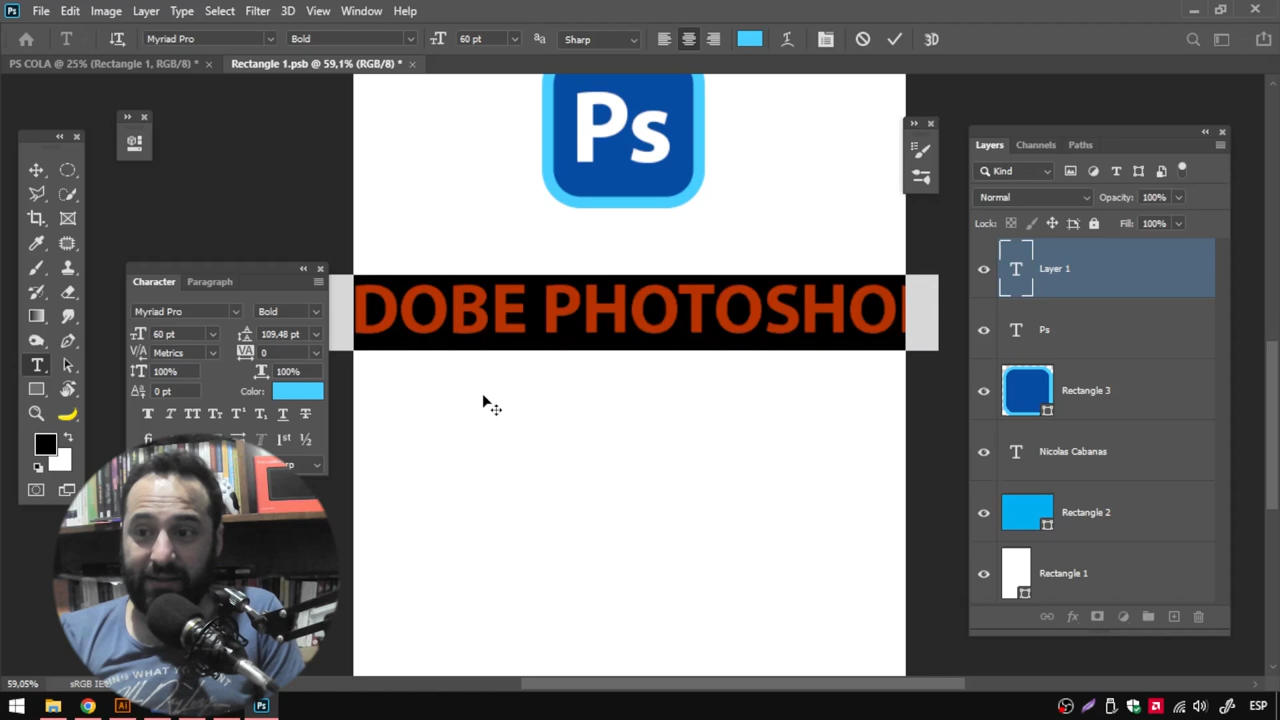 Ps File Edit Image Layer Type Select Filter 3D View Window Help
Myriad Pro Bold 60 pt aa Sharp 3D
PS COLA @ 25% (Rectangle 1, RGB/8) * × Rectangle 1.psb @ 59,1% (RGB/8) * ×
Ps
DOBE PHOTOSHO
Character Paragraph
Myriad Pro Bold
60 pt 109,48 pt
Metrics 0
100% 100%
0 pt Color:
Layers Channels Paths
Kind
Normal Opacity: 100%
Lock: Fill: 100%
Layer 1
Ps
Rectangle 3
Nicolas Cabanas
Rectangle 2
Rectangle 1
59,05% sRGB IE
ESP